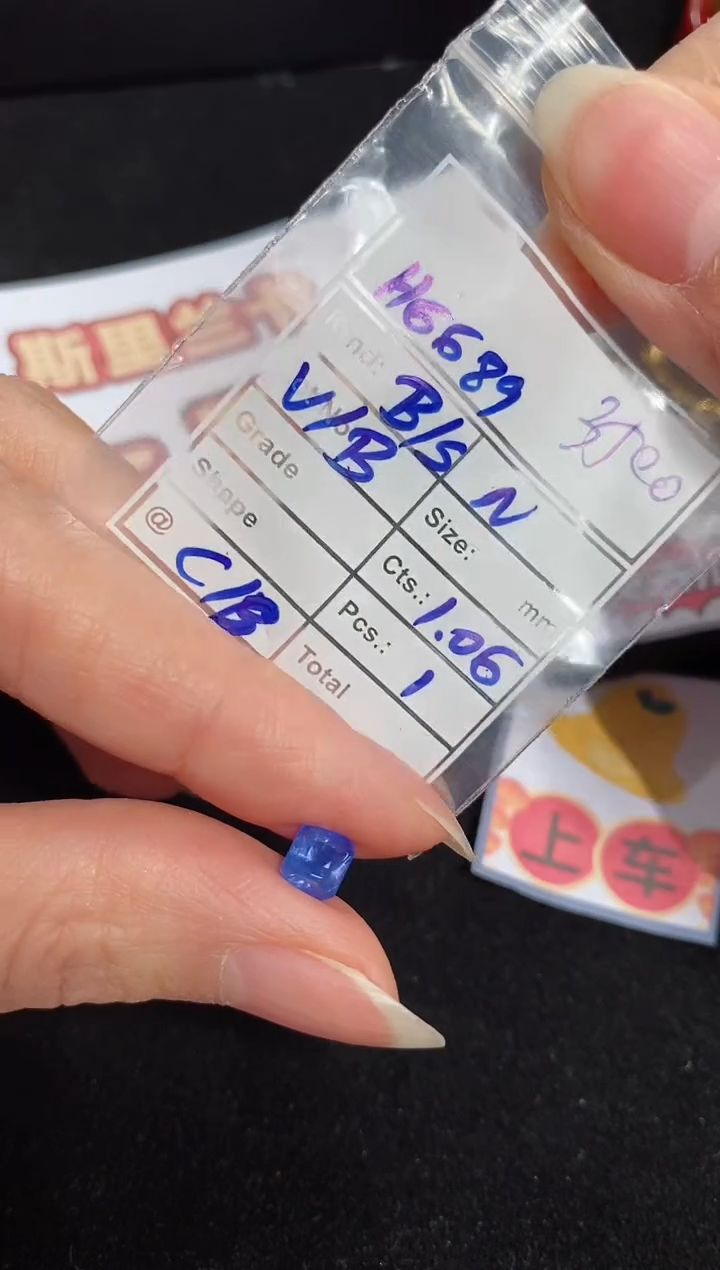 斯里兰卡
H6689
Kind: B/S N
V/B
Size: mm
Grade
Cts.: 1.06
Shape
Pcs.: 1
@ C/B
Total
上车